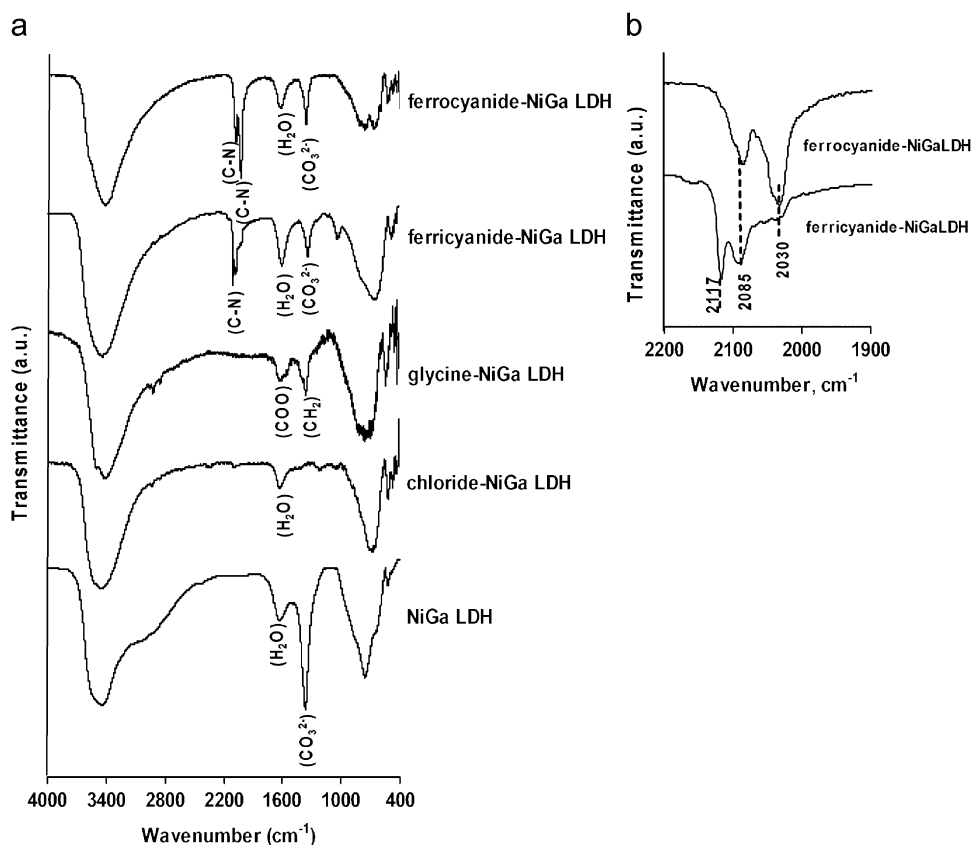 a
ferrocyanide-NiGa LDH
(C-N)
(C-N)
(H₂O)
(CO₃²⁻)
ferricyanide-NiGa LDH
(C-N)
(H₂O)
(CO₃²⁻)
glycine-NiGa LDH
(COO)
(CH₂)
chloride-NiGa LDH
(H₂O)
NiGa LDH
(H₂O)
(CO₃²⁻)
Transmittance (a.u.)
4000 3400 2800 2200 1600 1000 400
Wavenumber (cm⁻¹)
b
ferrocyanide-NiGaLDH
ferricyanide-NiGaLDH
2117
2085
2030
Transmittance (a.u.)
2200 2100 2000 1900
Wavenumber, cm⁻¹